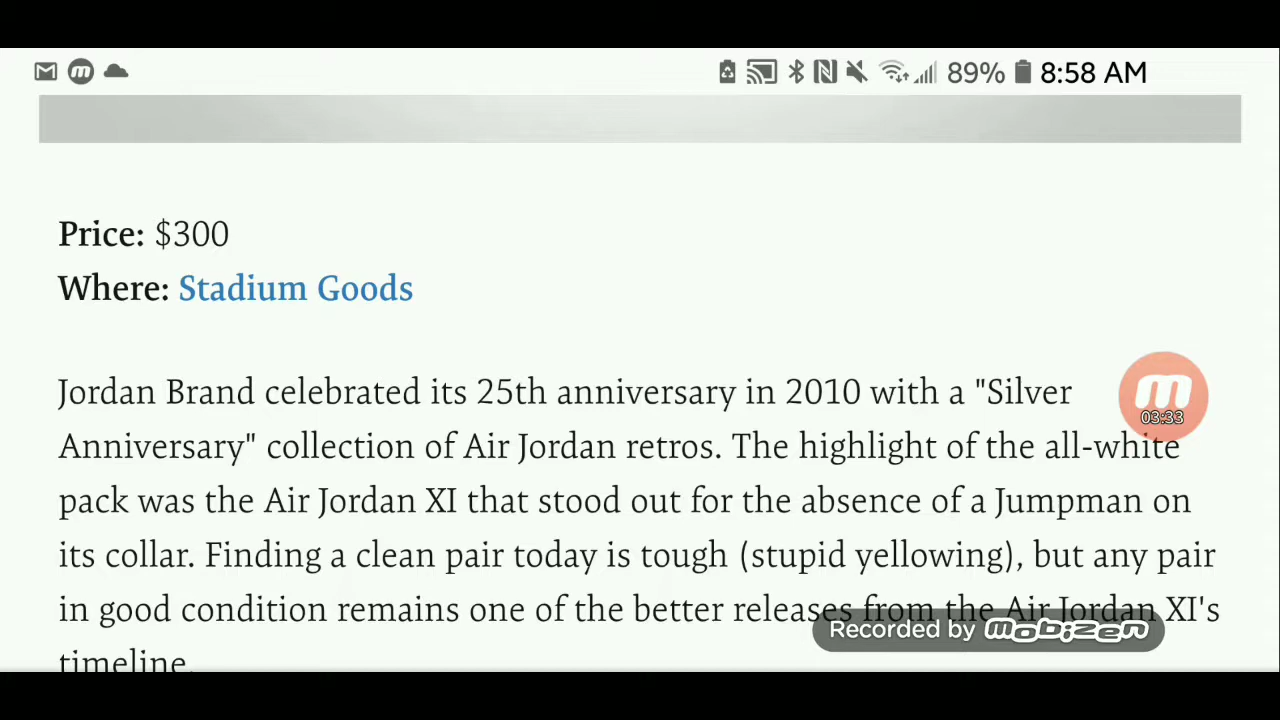 89% 8:58 AM
Price: $300
Where: Stadium Goods
Jordan Brand celebrated its 25th anniversary in 2010 with a "Silver
Anniversary" collection of Air Jordan retros. The highlight of the all-white
pack was the Air Jordan XI that stood out for the absence of a Jumpman on
its collar. Finding a clean pair today is tough (stupid yellowing), but any pair
in good condition remains one of the better releases from the Air Jordan XI's
timeline.
03:33
Recorded by mobizen